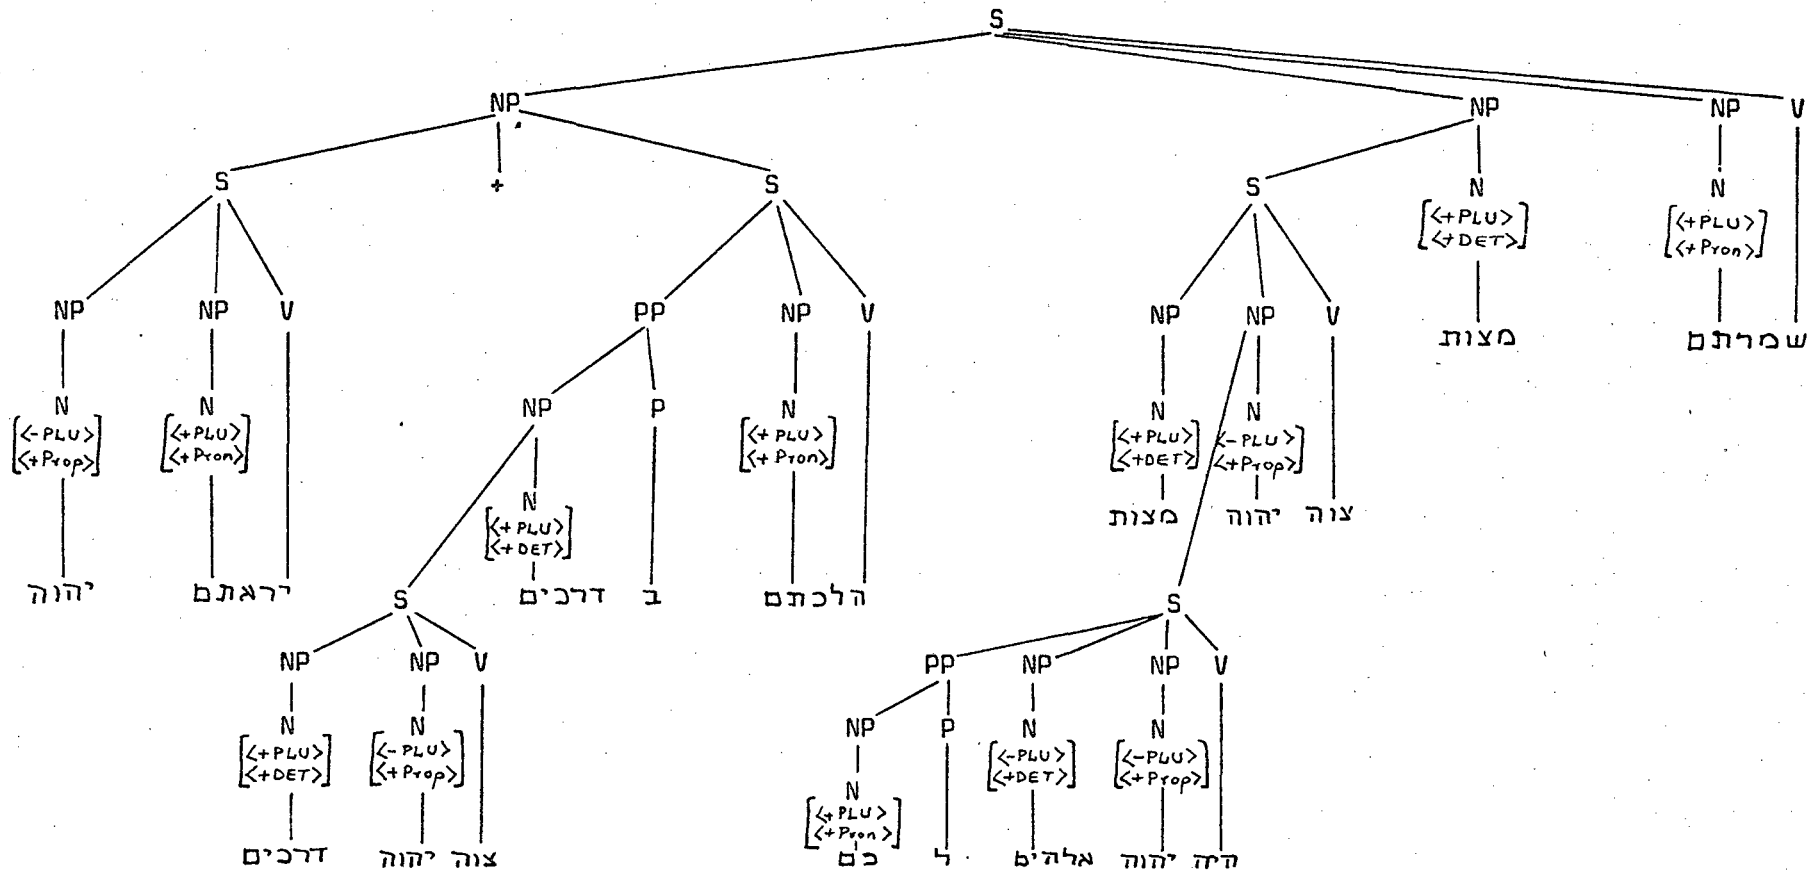 S
NP NP NP V
S + S S N N
[<+PLU> <+DET>] [<+PLU> <+Pron>]
NP NP V PP NP V NP NP V
מצות שמרתם
N N NP P N N N
[<-PLU> <+Prop>] [<+PLU> <+Pron>] [<+PLU> <+Pron>] [<+PLU> <+DET>] [<-PLU> <+Prop>]
N
[<+PLU> <+DET>]
מצות יהוה צוה
יהוה יראתם דרכים ב הלכתם
S S
NP NP V PP NP NP V
N N NP P N N
[<+PLU> <+DET>] [<-PLU> <+Prop>] [<-PLU> <+DET>] [<-PLU> <+Prop>]
N
[<+PLU> <+Pron>]
דרכים יהוה צוה כם ל אלהים יהוה היה